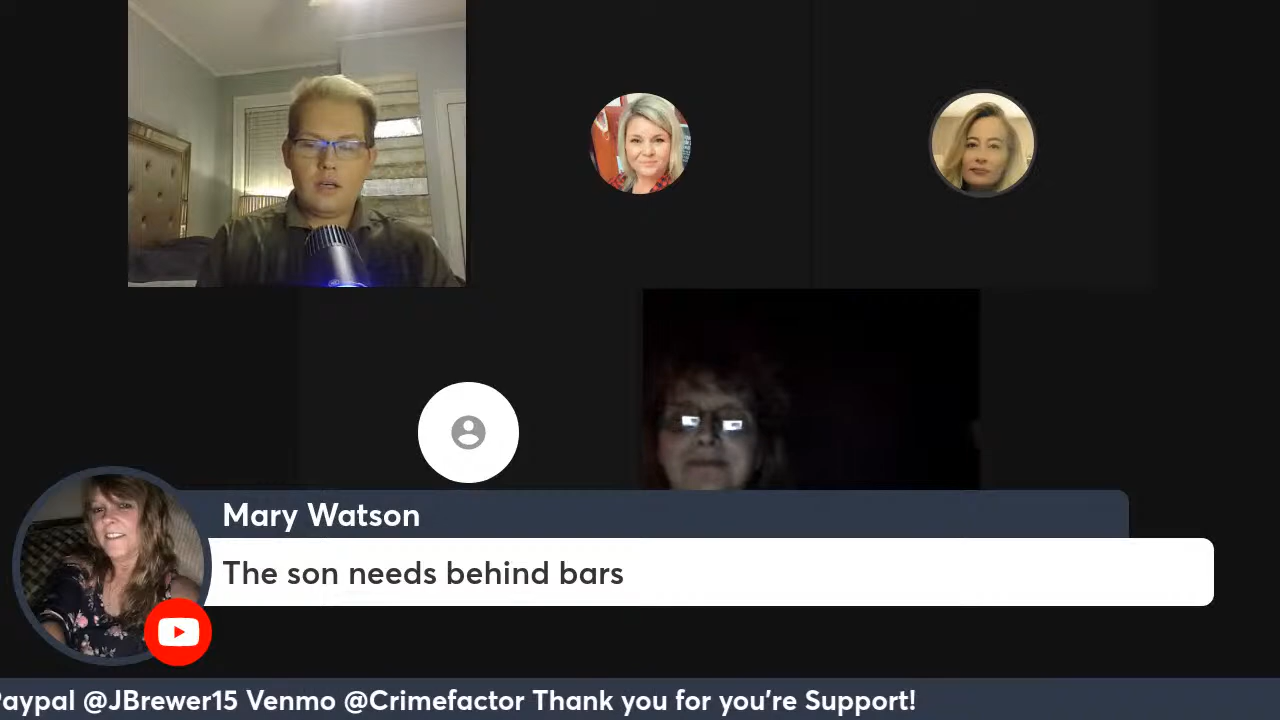 Mary Watson
The son needs behind bars
Paypal @JBrewer15 Venmo @Crimefactor Thank you for you're Support!